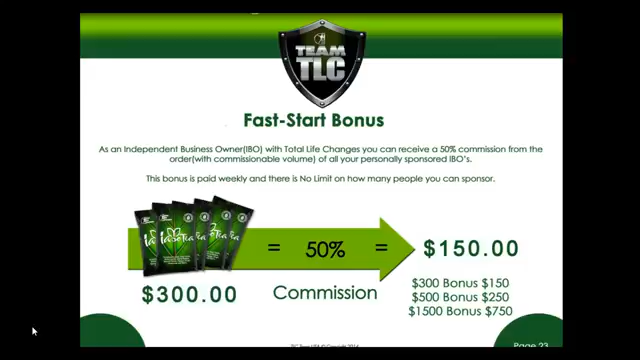 TEAM
TLC
Fast-Start Bonus
As an Independent Business Owner(IBO) with Total Life Changes you can receive a 50% commission from the
order(with commissionable volume) of all your personally sponsored IBO's.
This bonus is paid weekly and there is No Limit on how many people you can sponsor.
Iaso Tea
= 50% = $150.00
$300.00 Commission
$300 Bonus $150
$500 Bonus $250
$1500 Bonus $750
Page 23